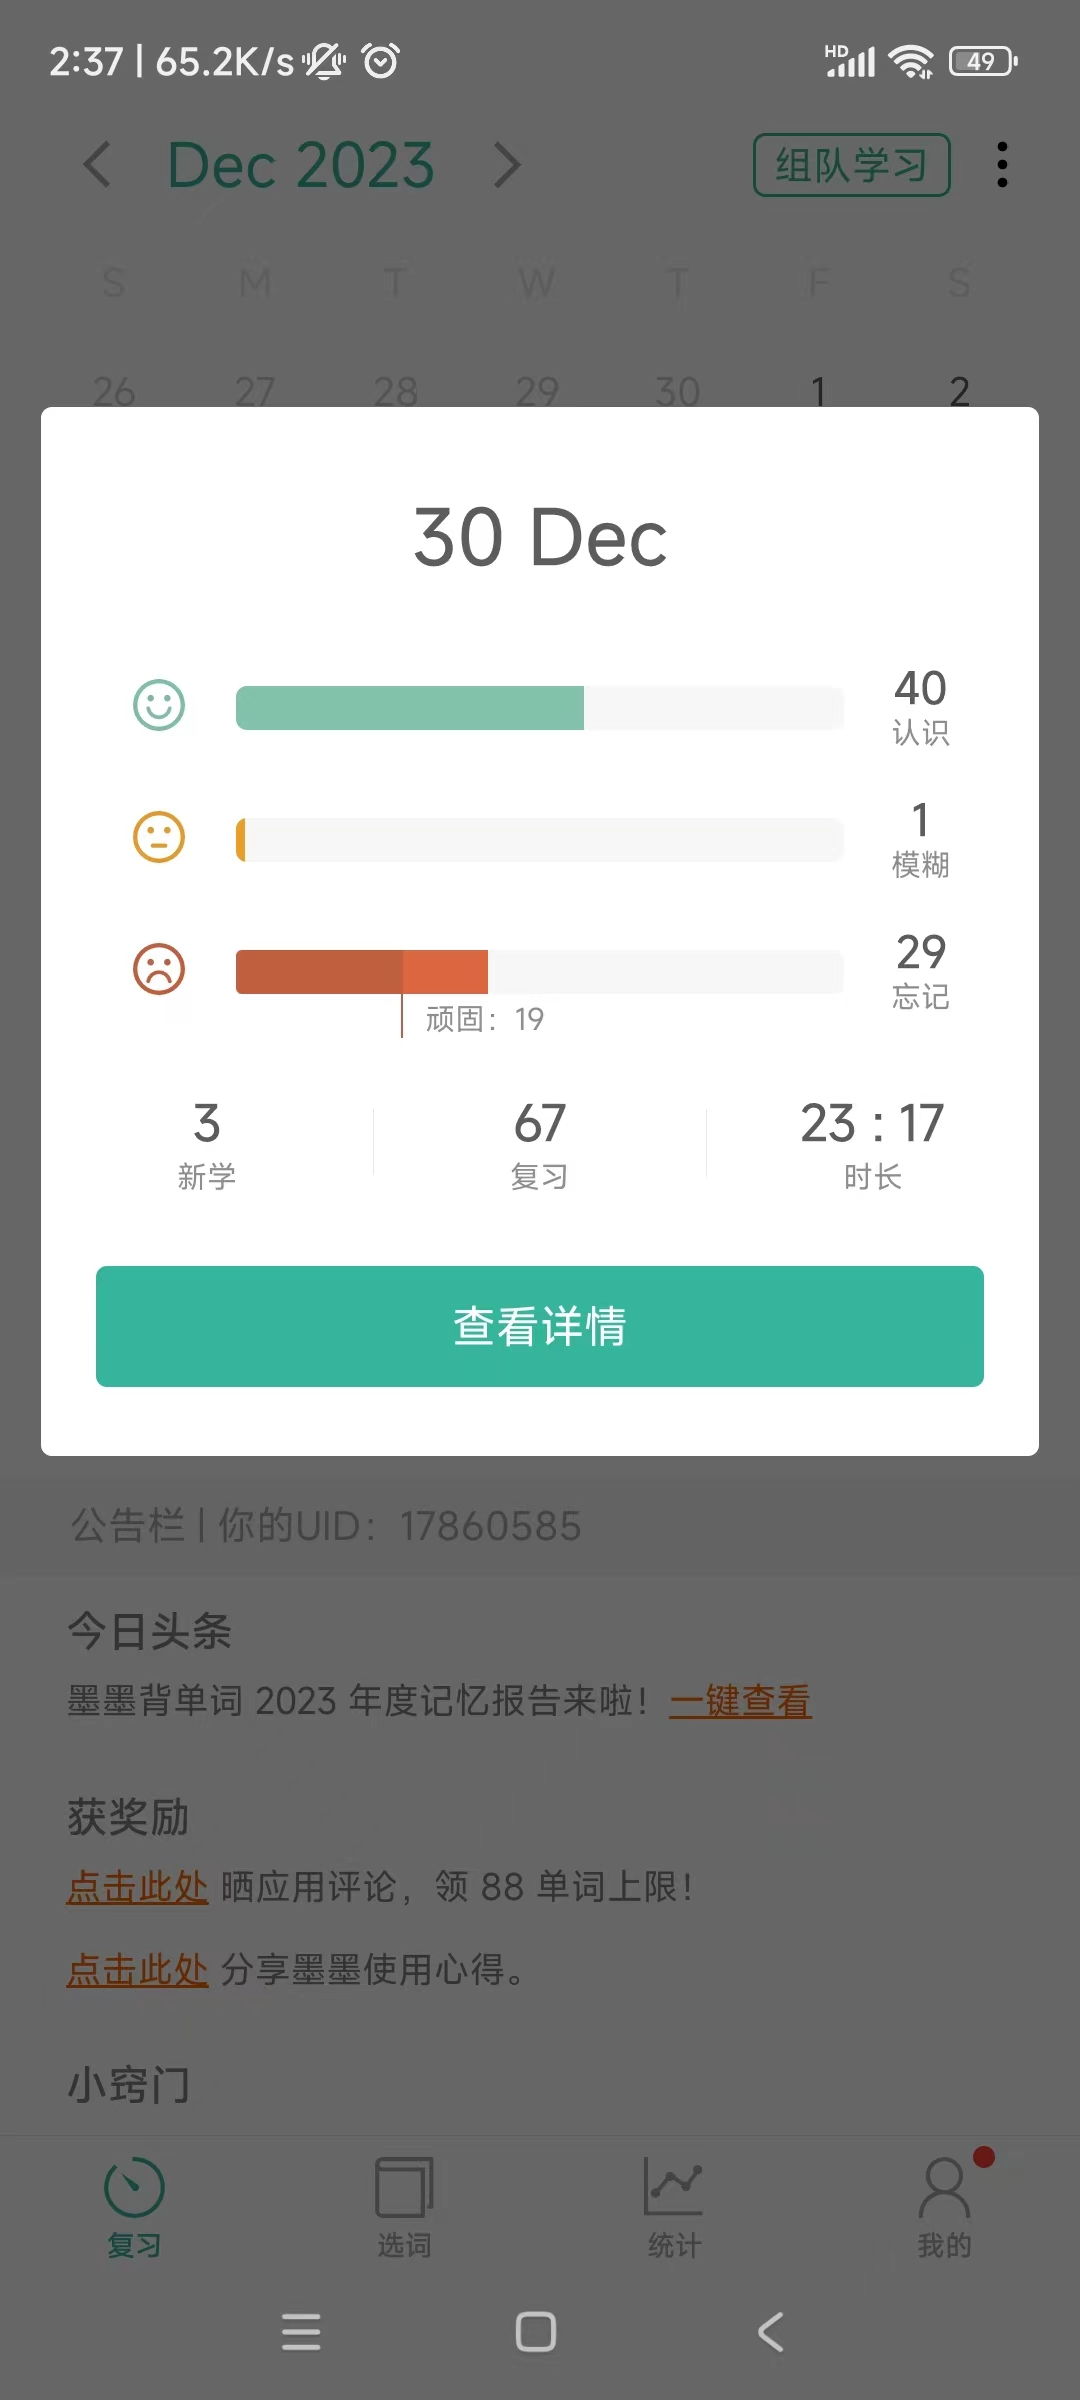 2:37 | 65.2K/s HD 49
Dec 2023 组队学习
S M T W T F S
26 27 28 29 30 1 2
30 Dec
40
认识
1
模糊
29
忘记
顽固：19
3 67 23 : 17
新学 复习 时长
查看详情
公告栏 | 你的UID：17860585
今日头条
墨墨背单词 2023 年度记忆报告来啦！一键查看
获奖励
点击此处 晒应用评论，领 88 单词上限！
点击此处 分享墨墨使用心得。
小窍门
复习 选词 统计 我的